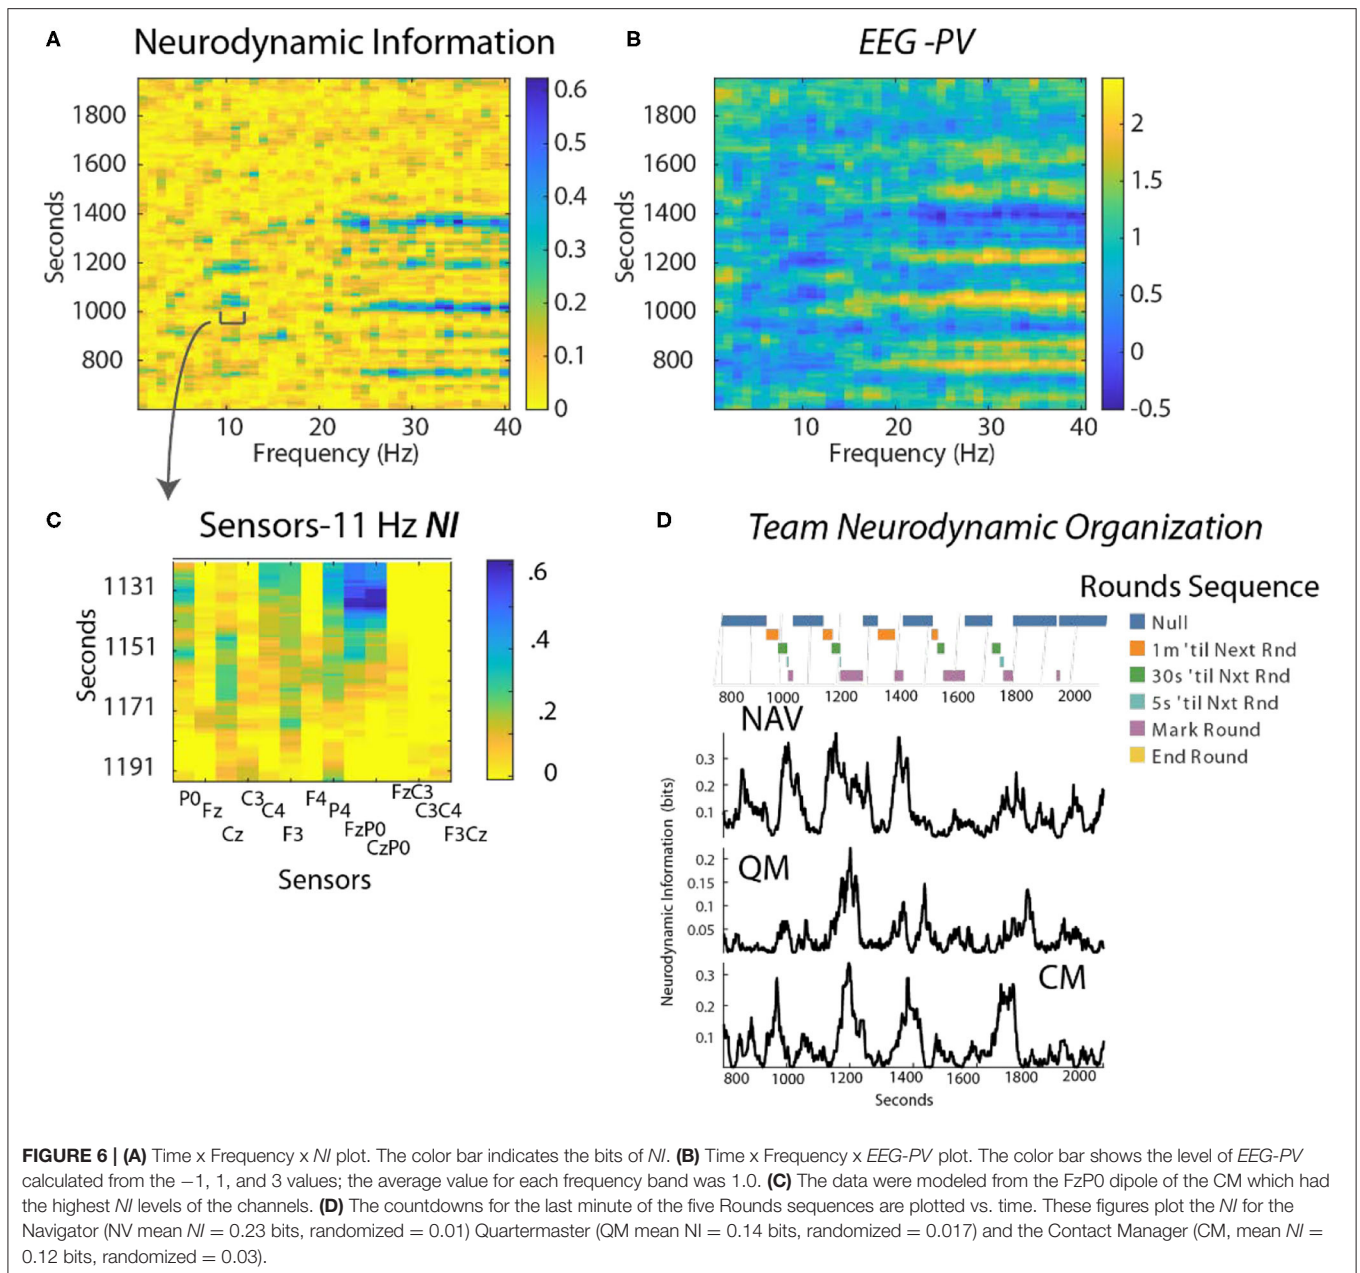 A
Neurodynamic Information
1800
1600
1400
1200
1000
800
Seconds
10
20
30
40
Frequency (Hz)
0.6
0.5
0.4
0.3
0.2
0.1
0
B
EEG -PV
1800
1600
1400
1200
1000
800
Seconds
10
20
30
40
Frequency (Hz)
2
1.5
1
0.5
0
-0.5
C
Sensors-11 Hz NI
1131
1151
1171
1191
Seconds
P0
Fz
Cz
C3
C4
F3
F4
P4
FzP0
CzP0
FzC3
C3C4
F3Cz
Sensors
.6
.4
.2
0
D
Team Neurodynamic Organization
Rounds Sequence
Null
1m 'til Next Rnd
30s 'til Nxt Rnd
5s 'til Nxt Rnd
Mark Round
End Round
800 1000 1200 1400 1600 1800 2000
NAV
0.3
0.2
0.1
QM
0.2
0.15
0.1
0.05
CM
0.3
0.2
0.1
Neurodynamic Information (bits)
800 1000 1200 1400 1600 1800 2000
Seconds
FIGURE 6 | (A) Time x Frequency x NI plot. The color bar indicates the bits of NI. (B) Time x Frequency x EEG-PV plot. The color bar shows the level of EEG-PV
calculated from the −1, 1, and 3 values; the average value for each frequency band was 1.0. (C) The data were modeled from the FzP0 dipole of the CM which had
the highest NI levels of the channels. (D) The countdowns for the last minute of the five Rounds sequences are plotted vs. time. These figures plot the NI for the
Navigator (NV mean NI = 0.23 bits, randomized = 0.01) Quartermaster (QM mean NI = 0.14 bits, randomized = 0.017) and the Contact Manager (CM, mean NI =
0.12 bits, randomized = 0.03).